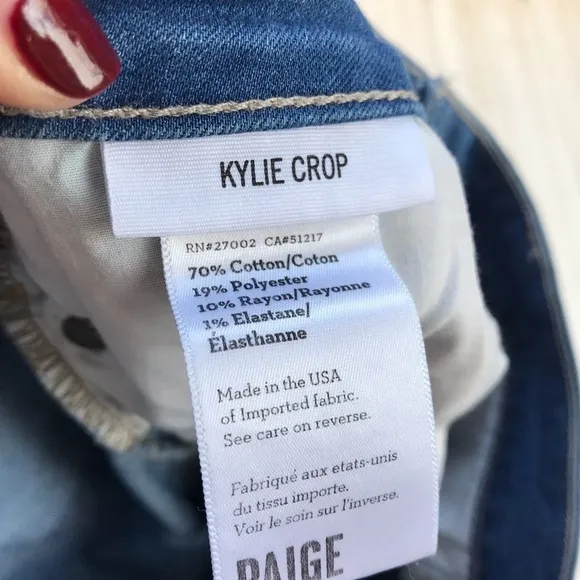 KYLIE CROP
RN#27002 CA#51217
70% Cotton/Coton
19% Polyester
10% Rayon/Rayonne
1% Elastane/
Élasthanne
Made in the USA
of Imported fabric.
See care on reverse.
Fabriqué aux etats-unis
du tissu importe.
Voir le soin sur l'inverse.
PAIGE